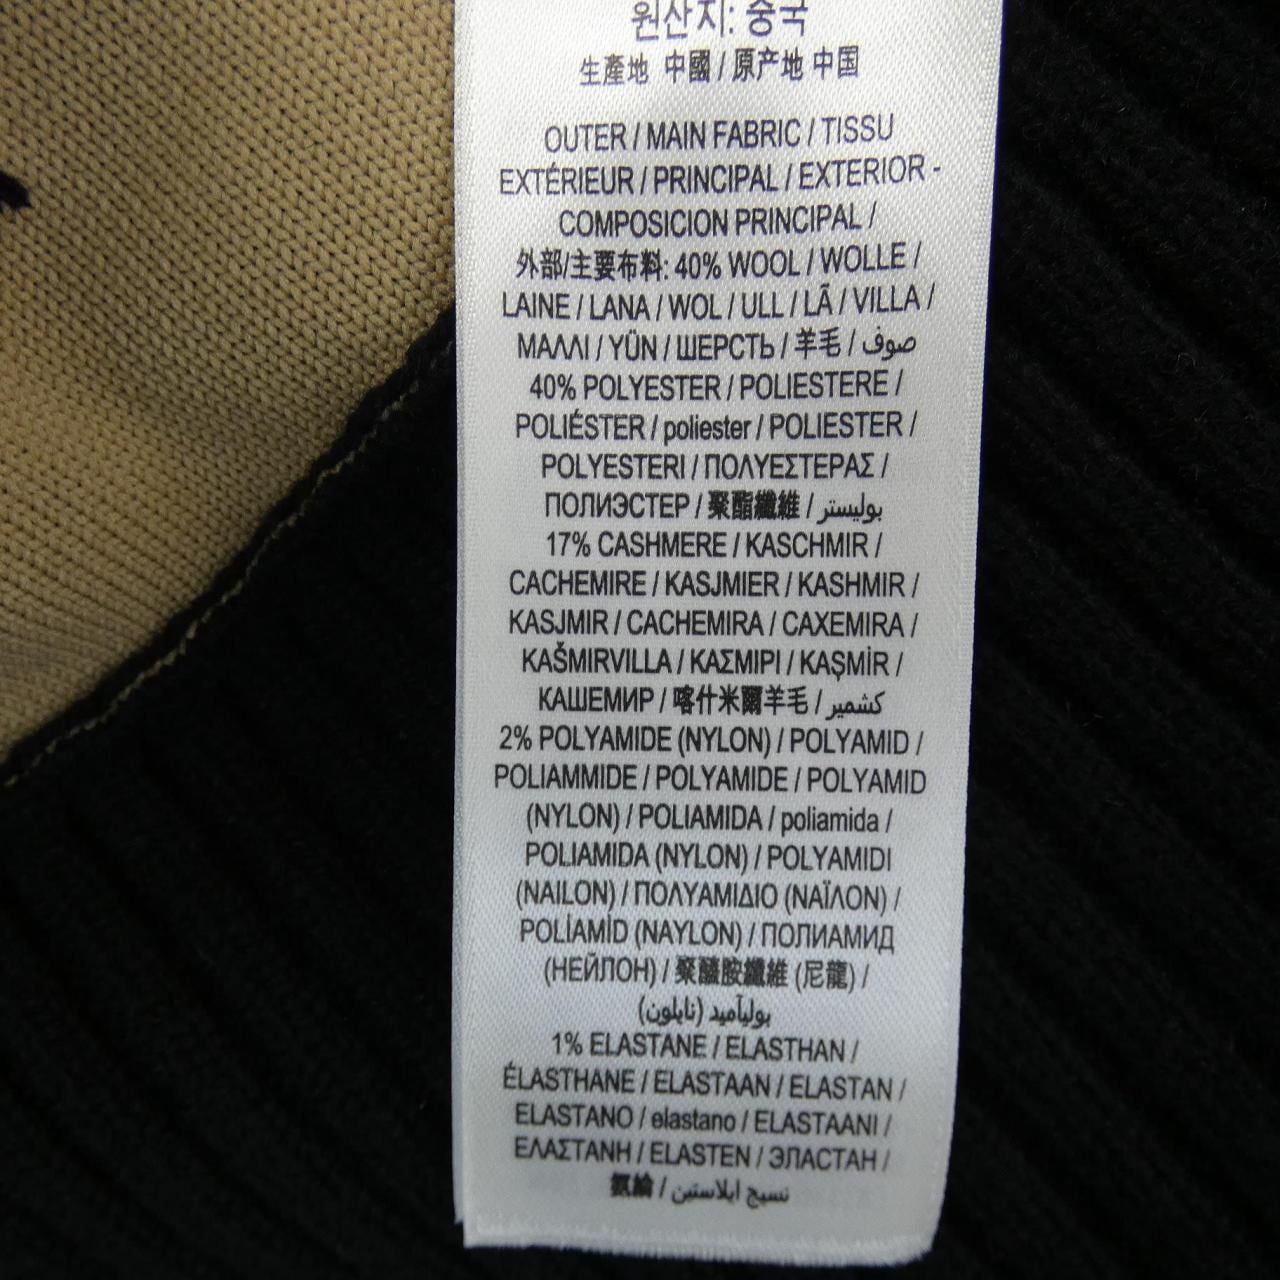 원산지: 중국
生產地 中國 / 原产地 中国
OUTER / MAIN FABRIC / TISSU
EXTÉRIEUR / PRINCIPAL / EXTERIOR -
COMPOSICION PRINCIPAL /
外部/主要布料: 40% WOOL / WOLLE /
LAINE / LANA / WOL / ULL / LÃ / VILLA /
ΜΑΛΛΙ / YÜN / ШЕРСТЬ / 羊毛 / صوف
40% POLYESTER / POLIESTERE /
POLIÉSTER / poliester / POLIESTER /
POLYESTERI / ΠΟΛΥΕΣΤΕΡΑΣ /
ПОЛИЭСТЕР / 聚酯纖維 / بوليستر
17% CASHMERE / KASCHMIR /
CACHEMIRE / KASJMIER / KASHMIR /
KASJMIR / CACHEMIRA / CAXEMIRA /
KAŠMIRVILLA / ΚΑΣΜΙΡΙ / KAŞMİR /
КАШЕМИР / 喀什米爾羊毛 / كشمير
2% POLYAMIDE (NYLON) / POLYAMID /
POLIAMMIDE / POLYAMIDE / POLYAMID
(NYLON) / POLIAMIDA / poliamida /
POLIAMIDA (NYLON) / POLYAMIDI
(NAILON) / ΠΟΛΥΑΜΙΔΙΟ (ΝΑΪΛΟΝ) /
POLİAMİD (NAYLON) / ПОЛИАМИД
(НЕЙЛОН) / 聚醯胺纖維 (尼龍) /
بوليآميد (نايلون)
1% ELASTANE / ELASTHAN /
ÉLASTHANE / ELASTAAN / ELASTAN /
ELASTANO / elastano / ELASTAANI /
ΕΛΑΣΤΑΝΗ / ELASTEN / ЭЛАСТАН /
氨綸 / نسيج ايلاستين